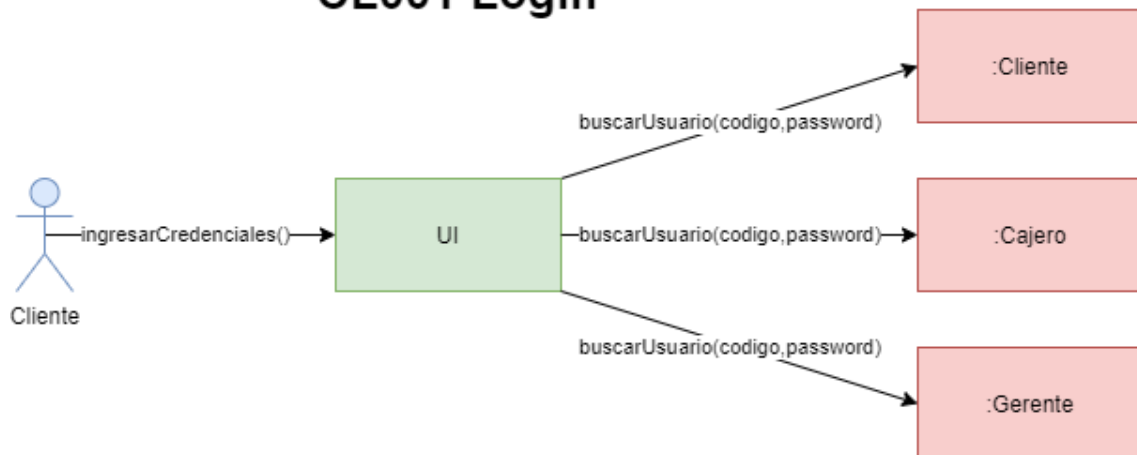 Login
:Cliente
buscarUsuario(codigo,password)
ingresarCredenciales()
UI
buscarUsuario(codigo,password)
:Cajero
Cliente
buscarUsuario(codigo,password)
:Gerente